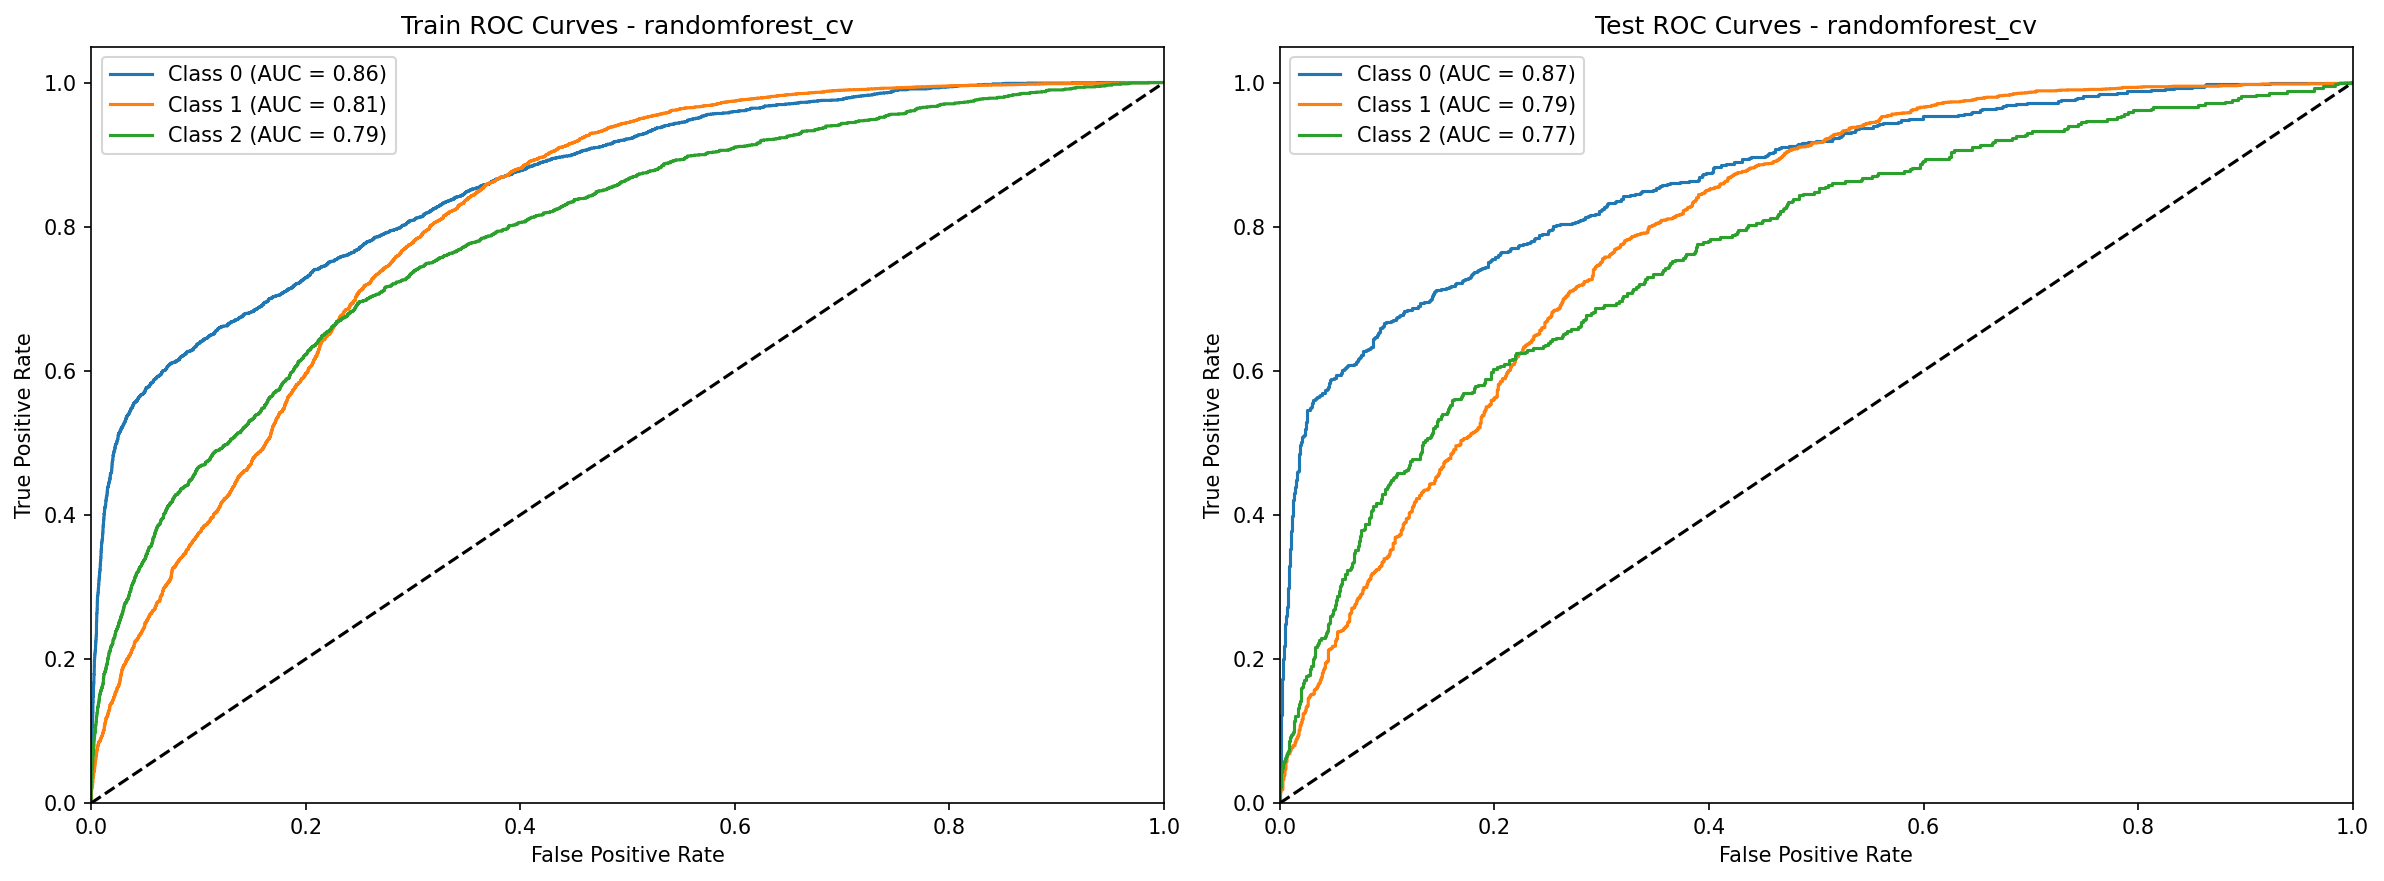 Train ROC Curves - randomforest_cv
Class 0 (AUC = 0.86)
Class 1 (AUC = 0.81)
Class 2 (AUC = 0.79)
True Positive Rate
1.0
0.8
0.6
0.4
0.2
0.0
0.0 0.2 0.4 0.6 0.8 1.0
False Positive Rate
Test ROC Curves - randomforest_cv
Class 0 (AUC = 0.87)
Class 1 (AUC = 0.79)
Class 2 (AUC = 0.77)
True Positive Rate
1.0
0.8
0.6
0.4
0.2
0.0
0.0 0.2 0.4 0.6 0.8 1.0
False Positive Rate